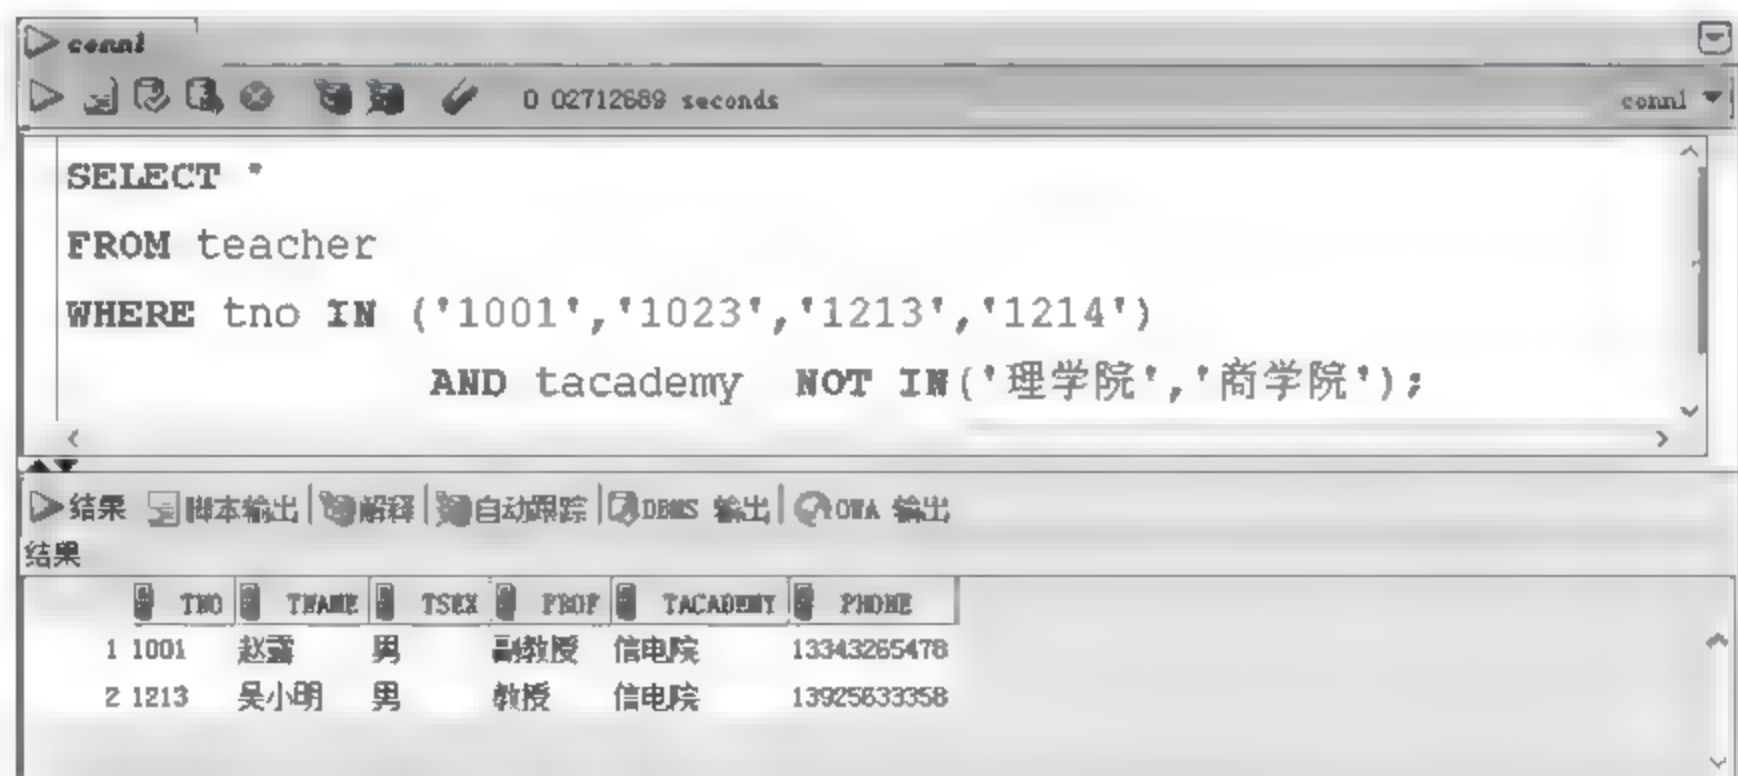 conn1
0 02712689 seconds conn1
SELECT *
FROM teacher
WHERE tno IN ('1001','1023','1213','1214')
AND tacademy NOT IN('理学院','商学院');
结果 脚本输出 解释 自动跟踪 DBMS 输出 OWA 输出
结果
TNO TNAME TSEX PROF TACADEMY PHONE
1 1001 赵露 男 副教授 信电院 13343265478
2 1213 吴小明 男 教授 信电院 13925633358